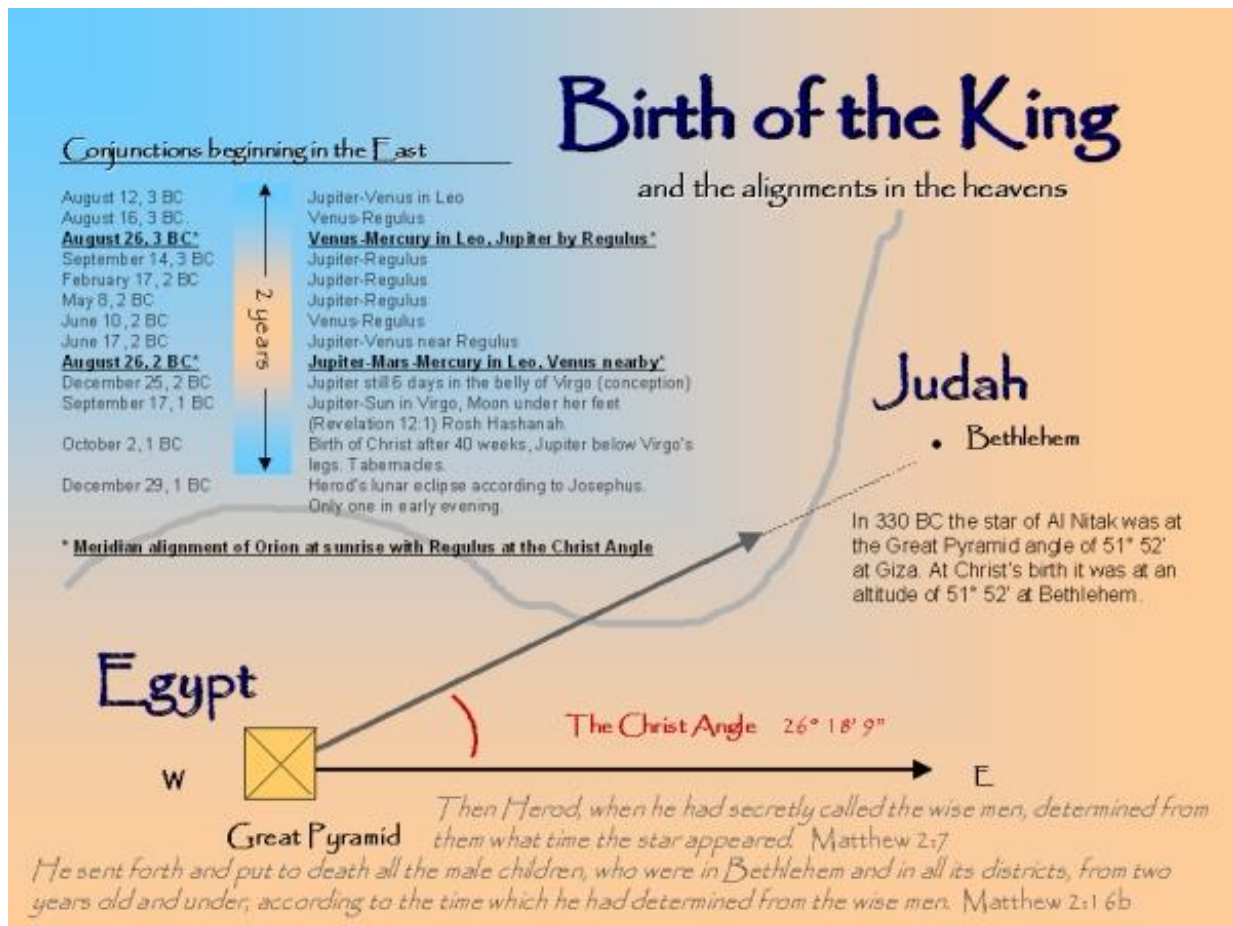 Birth of the King
and the alignments in the heavens
Conjunctions beginning in the East
August 12, 3 BC Jupiter-Venus in Leo
August 16, 3 BC. Venus-Regulus
August 26, 3 BC* Venus-Mercury in Leo, Jupiter by Regulus*
September 14, 3 BC Jupiter-Regulus
February 17, 2 BC Jupiter-Regulus
May 8, 2 BC Jupiter-Regulus
June 10, 2 BC Venus-Regulus
June 17, 2 BC Jupiter-Venus near Regulus
August 26, 2 BC* Jupiter-Mars-Mercury in Leo, Venus nearby*
December 25, 2 BC Jupiter still 6 days in the belly of Virgo (conception)
September 17, 1 BC Jupiter-Sun in Virgo, Moon under her feet
(Revelation 12:1) Rosh Hashanah.
October 2, 1 BC Birth of Christ after 40 weeks, Jupiter below Virgo's
legs. Tabernacles.
December 29, 1 BC Herod's lunar eclipse according to Josephus.
Only one in early evening.
2 years
* Meridian alignment of Orion at sunrise with Regulus at the Christ Angle
Judah
Bethlehem
In 330 BC the star of Al Nitak was at
the Great Pyramid angle of 51° 52'
at Giza. At Christ's birth it was at an
altitude of 51° 52' at Bethlehem.
Egypt
The Christ Angle 26° 18' 9"
W
E
Great Pyramid
Then Herod, when he had secretly called the wise men, determined from
them what time the star appeared. Matthew 2:7
He sent forth and put to death all the male children, who were in Bethlehem and in all its districts, from two
years old and under, according to the time which he had determined from the wise men. Matthew 2:16b